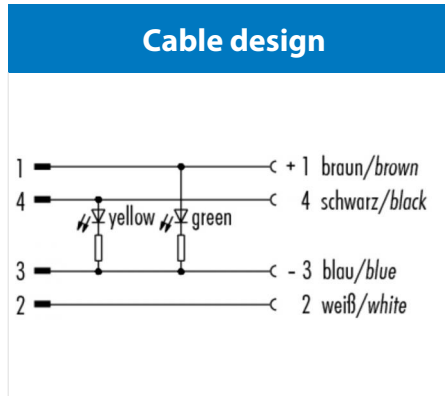 Cable design
1 + 1 braun/brown
4 4 schwarz/black
yellow green
3 - 3 blau/blue
2 2 weiß/white